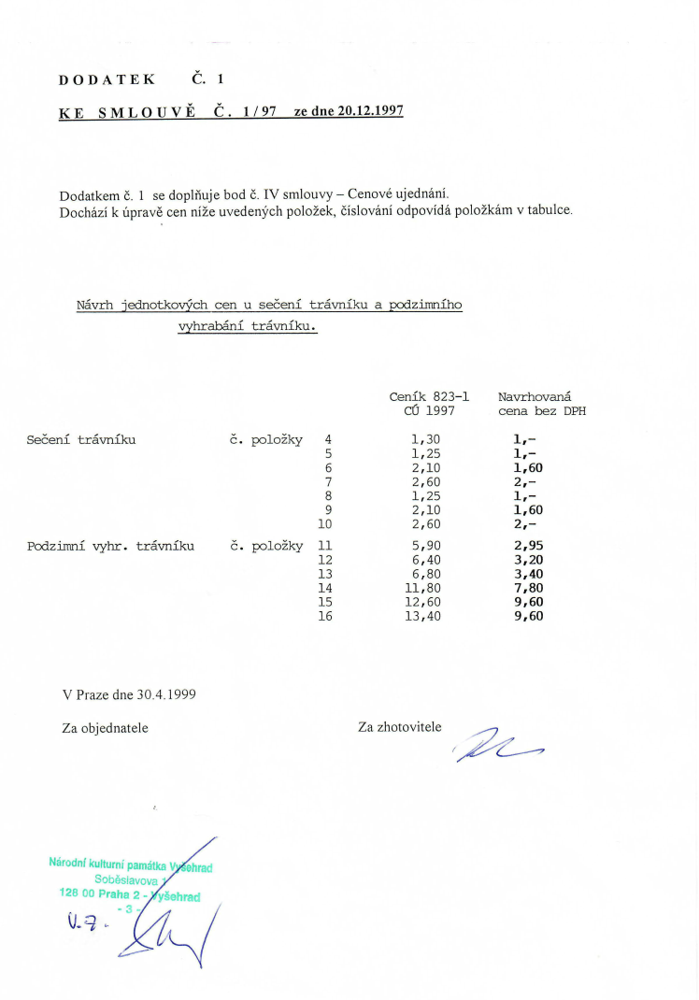 DODATEK Č. 1
KE SMLOUVĚ Č. 1/97 ze dne 20.12.1997
Dodatkem č. 1 se doplňuje bod č. IV smlouvy – Cenové ujednání.
Dochází k úpravě cen níže uvedených položek, číslování odpovídá položkám v tabulce.
Návrh jednotkových cen u sečení trávníku a podzimního
vyhrabání trávníku.
Ceník 823-1 Navrhovaná
CÚ 1997 cena bez DPH
Sečení trávníku č. položky 4 1,30 1,-
5 1,25 1,-
6 2,10 1,60
7 2,60 2,-
8 1,25 1,-
9 2,10 1,60
10 2,60 2,-
Podzimní vyhr. trávníku č. položky 11 5,90 2,95
12 6,40 3,20
13 6,80 3,40
14 11,80 7,80
15 12,60 9,60
16 13,40 9,60
V Praze dne 30.4.1999
Za objednatele Za zhotovitele
Národní kulturní památka Vyšehrad
Soběslavova 1
128 00 Praha 2 - Vyšehrad
- 3 -